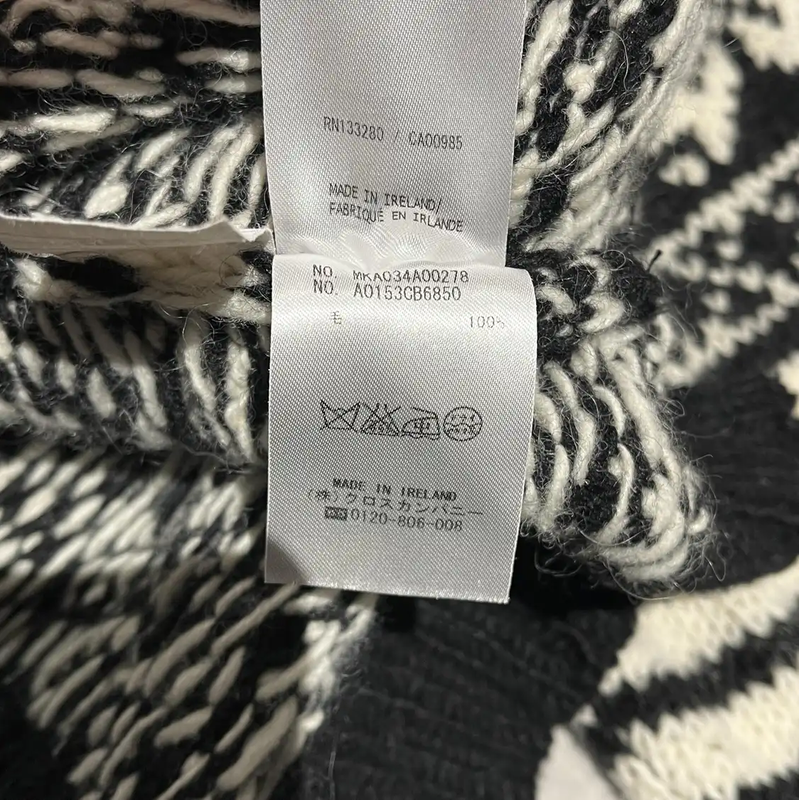 RN133280 / CA00985
MADE IN IRELAND/
FABRIQUÉ EN IRLANDE
NO. MKA034A00278
NO. A0153CB6850
毛 100%
MADE IN IRELAND
(株)クロスカンパニー
0120-806-008